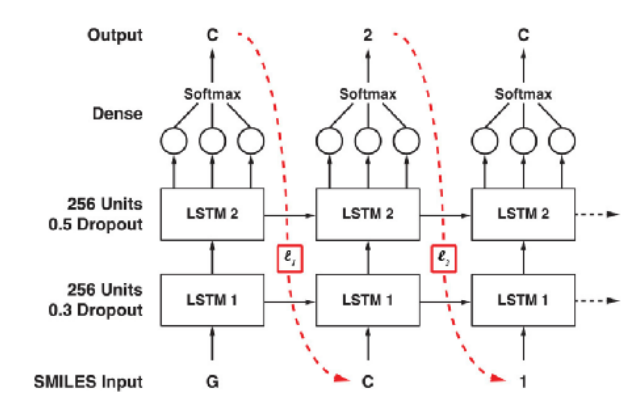 Output C 2 C
Softmax Softmax Softmax
Dense
256 Units
0.5 Dropout
LSTM 2 LSTM 2 LSTM 2
ℓ₁ ℓ₂
256 Units
0.3 Dropout
LSTM 1 LSTM 1 LSTM 1
SMILES Input G C 1